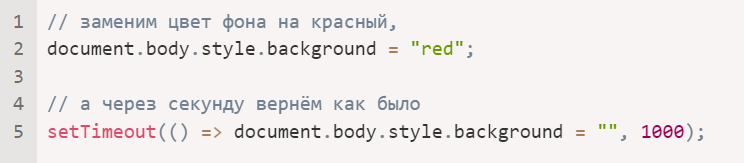 1 // заменим цвет фона на красный,
2 document.body.style.background = "red";
3
4 // а через секунду вернём как было
5 setTimeout(() => document.body.style.background = "", 1000);